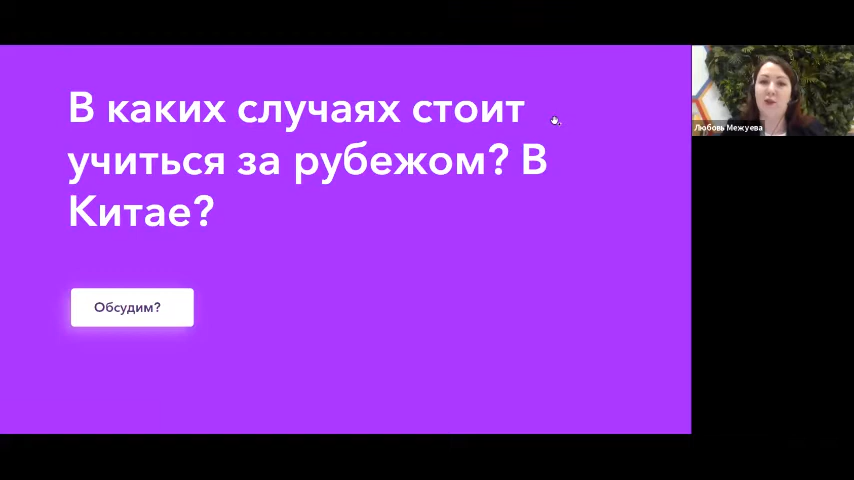 В каких случаях стоит
учиться за рубежом? В
Китае?
Обсудим?
Любовь Межуева